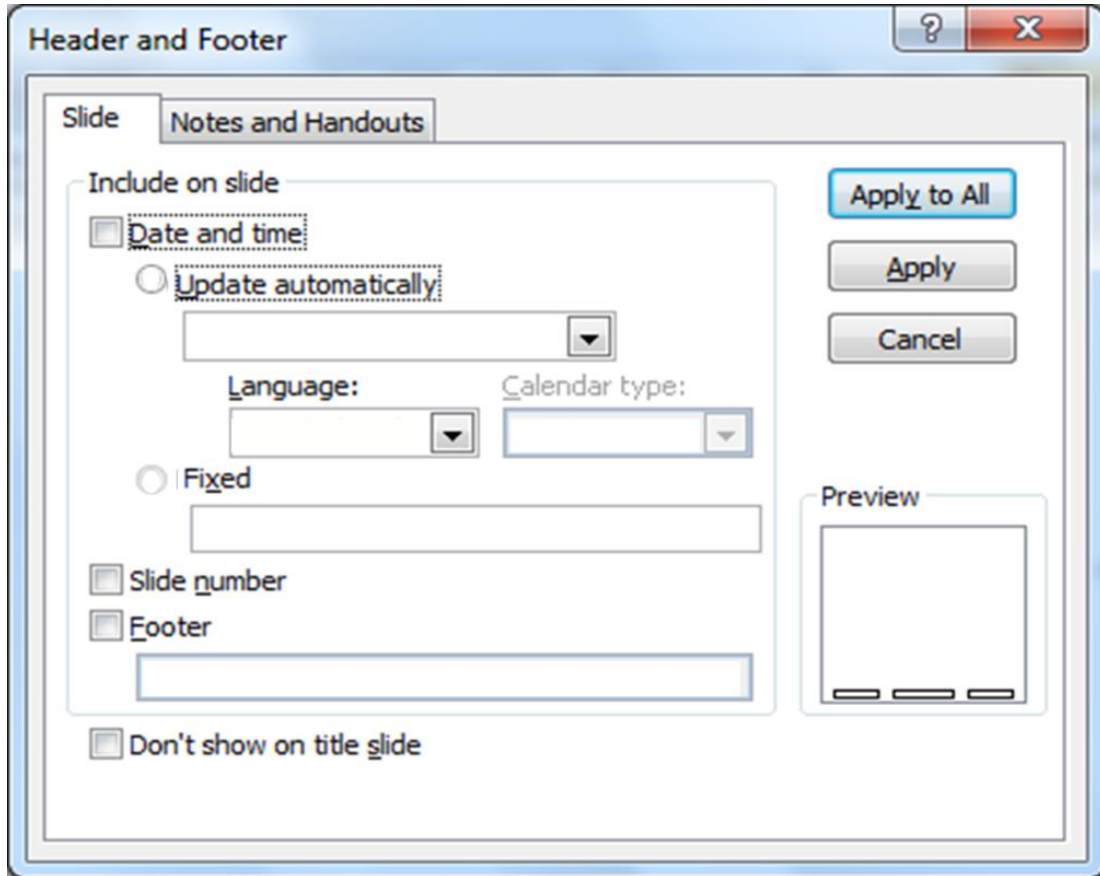 Header and Footer
Slide
Notes and Handouts
Include on slide
Date and time
Update automatically
Language:
Calendar type:
Fixed
Slide number
Footer
Don't show on title slide
Apply to All
Apply
Cancel
Preview